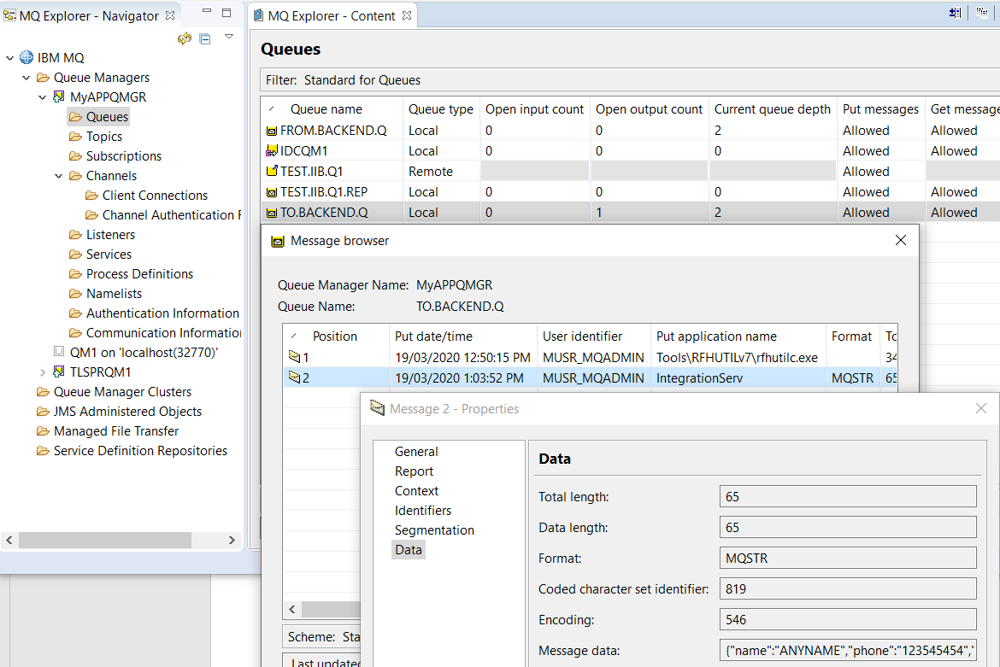 MQ Explorer - Navigator
IBM MQ
Queue Managers
MyAPPQMGR
Queues
Topics
Subscriptions
Channels
Client Connections
Channel Authentication
Listeners
Services
Process Definitions
Namelists
Authentication Information
Communication Informatio
QM1 on 'localhost(32770)'
TLSPRQM1
Queue Manager Clusters
JMS Administered Objects
Managed File Transfer
Service Definition Repositories
MQ Explorer - Content
Queues
Filter: Standard for Queues
Queue name Queue type Open input count Open output count Current queue depth Put messages Get message
FROM.BACKEND.Q Local 0 0 2 Allowed Allowed
IDCQM1 Local 0 0 0 Allowed Allowed
TEST.IIB.Q1 Remote Allowed
TEST.IIB.Q1.REP Local 0 0 0 Allowed Allowed
TO.BACKEND.Q Local 0 1 2 Allowed Allowed
Message browser
Queue Manager Name: MyAPPQMGR
Queue Name: TO.BACKEND.Q
Position Put date/time User identifier Put application name Format To
1 19/03/2020 12:50:15 PM MUSR_MQADMIN Tools\RFHUTILv7\rfhutilc.exe 34
2 19/03/2020 1:03:52 PM MUSR_MQADMIN IntegrationServ MQSTR 65
Scheme: Sta
Last update
Message 2 - Properties
General
Report
Context
Identifiers
Segmentation
Data
Data
Total length: 65
Data length: 65
Format: MQSTR
Coded character set identifier: 819
Encoding: 546
Message data: {"name":"ANYNAME","phone":"123545454","